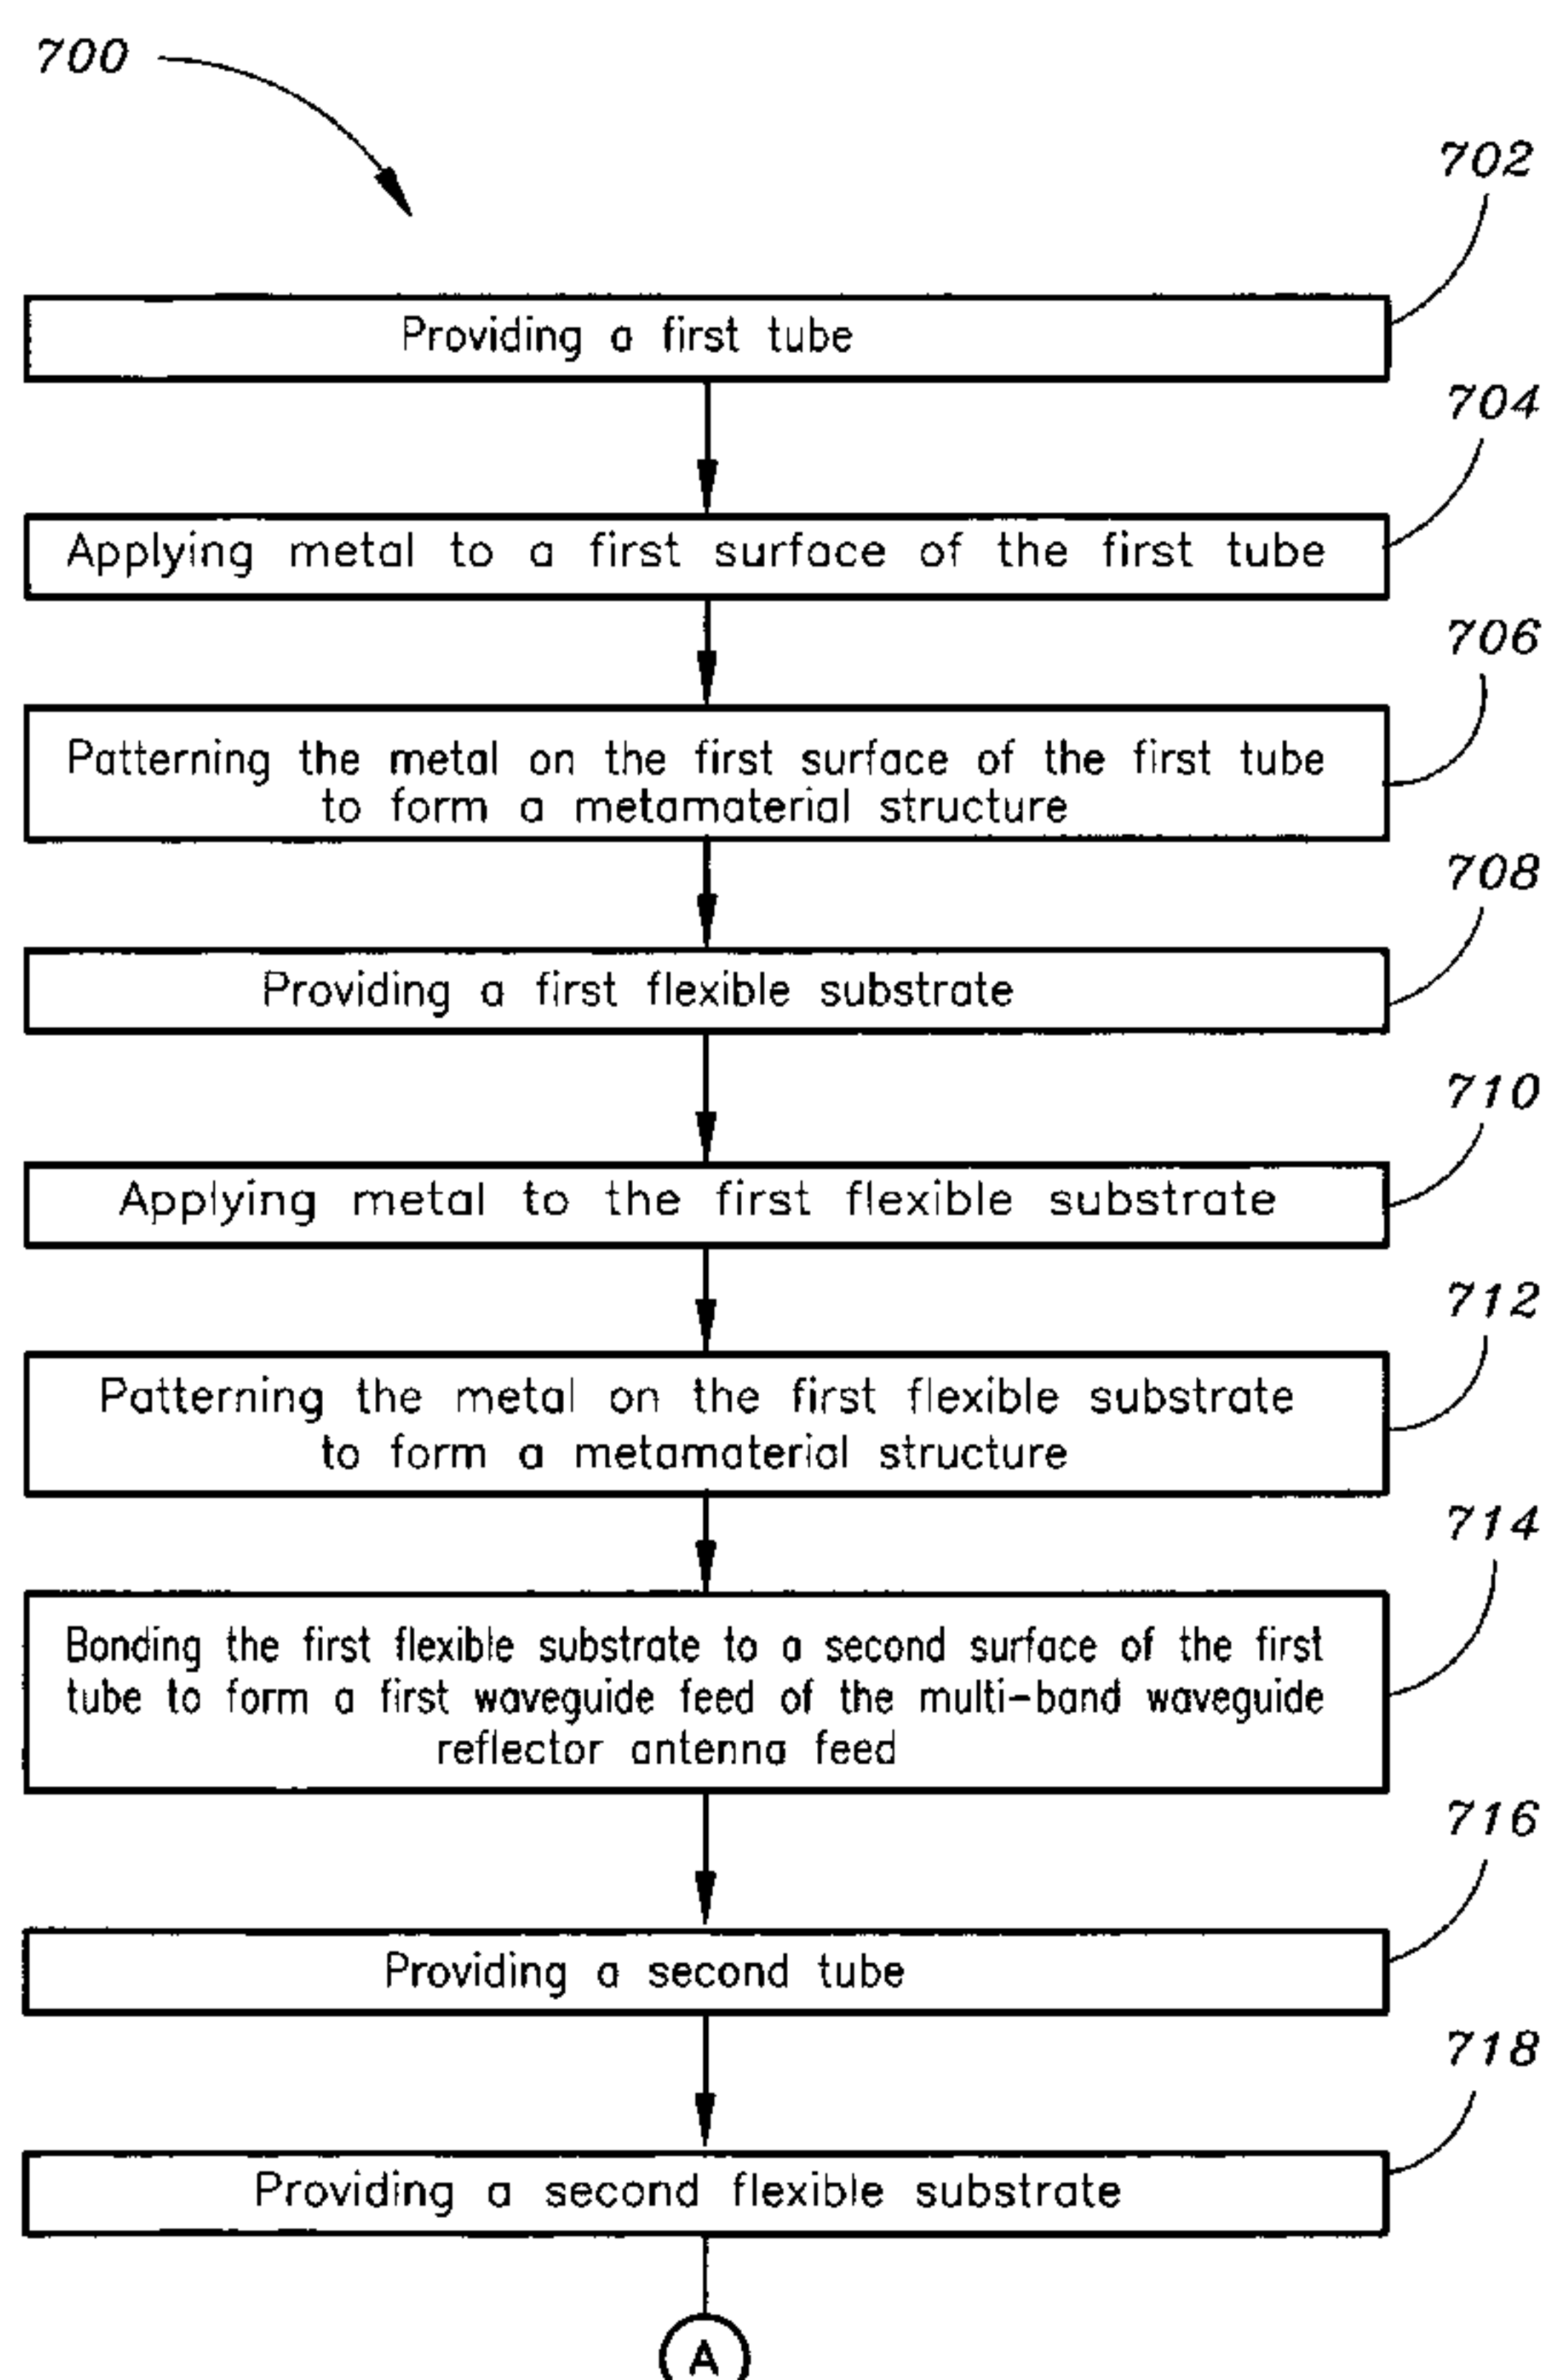 700
702
Providing a first tube
704
Applying metal to a first surface of the first tube
706
Patterning the metal on the first surface of the first tube
to form a metamaterial structure
708
Providing a first flexible substrate
710
Applying metal to the first flexible substrate
712
Patterning the metal on the first flexible substrate
to form a metamaterial structure
714
Bonding the first flexible substrate to a second surface of the first
tube to form a first waveguide feed of the multi-band waveguide
reflector antenna feed
716
Providing a second tube
718
Providing a second flexible substrate
A